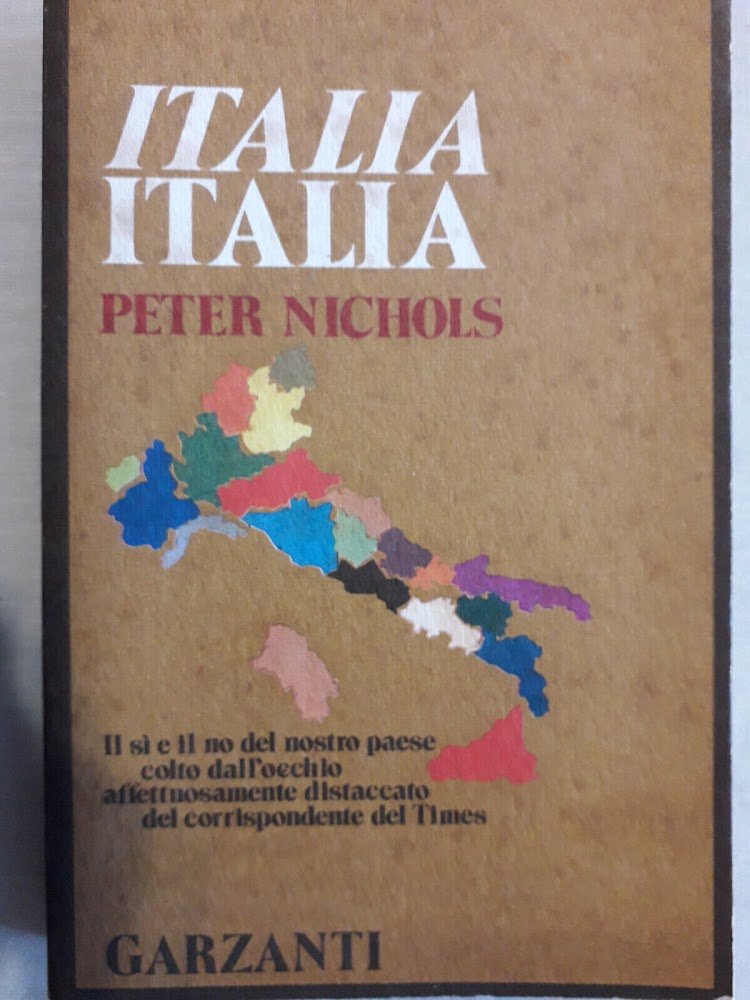 ITALIA
ITALIA
PETER NICHOLS
Il sì e il no del nostro paese
colto dall'occhio
affettuosamente distaccato
del corrispondente del Times
GARZANTI